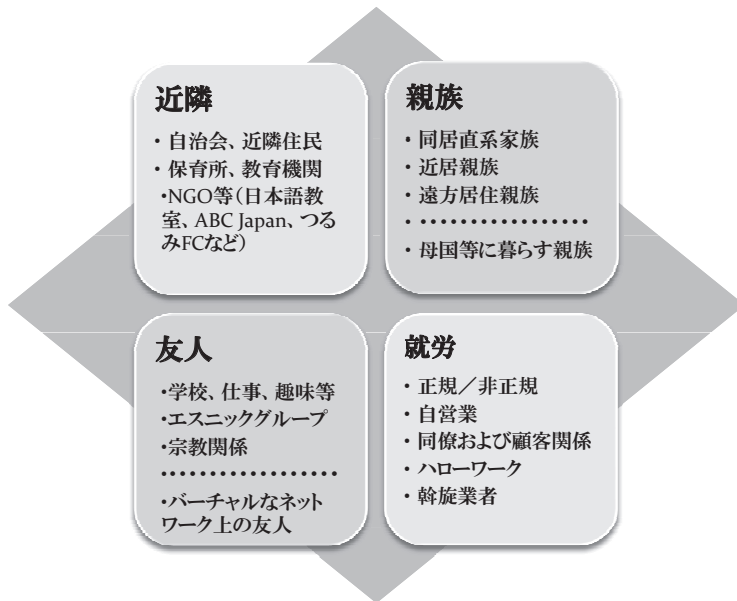 近隣
・自治会、近隣住民
・保育所、教育機関
・NGO等（日本語教
室、ABC Japan、つる
みFCなど）
親族
・同居直系家族
・近居親族
・遠方居住親族
・・・・・・・・・・・・・・・・・・
・母国等に暮らす親族
友人
・学校、仕事、趣味等
・エスニックグループ
・宗教関係
・・・・・・・・・・・・・・・・・・
・バーチャルなネット
ワーク上の友人
就労
・正規／非正規
・自営業
・同僚および顧客関係
・ハローワーク
・斡旋業者